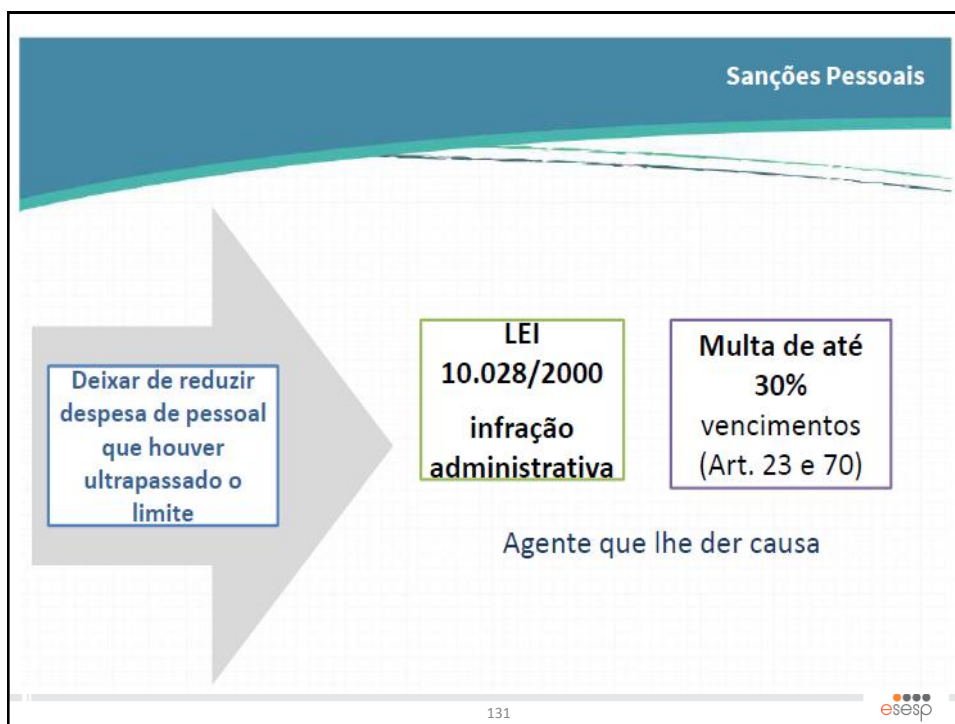 Sanções Pessoais
Deixar de reduzir
despesa de pessoal
que houver
ultrapassado o
limite
LEI
10.028/2000
infração
administrativa
Multa de até
30%
vencimentos
(Art. 23 e 70)
Agente que lhe der causa
131
esesp